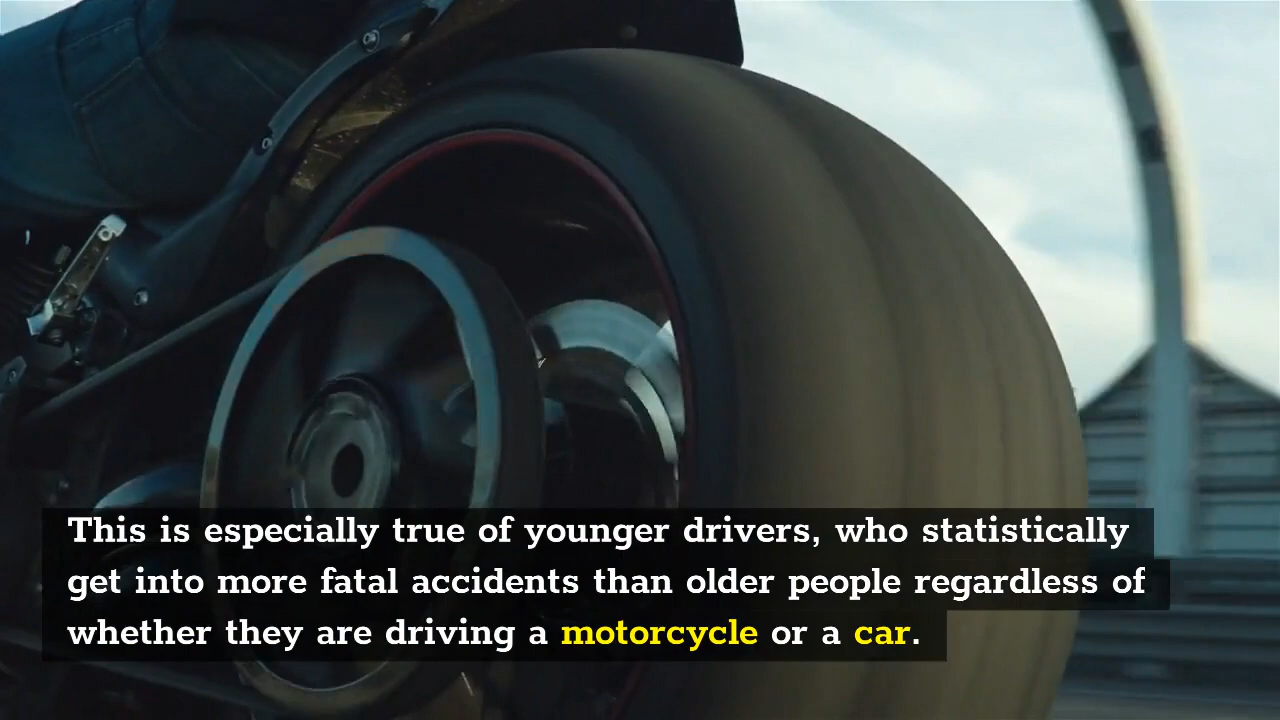 This is especially true of younger drivers, who statistically
get into more fatal accidents than older people regardless of
whether they are driving a motorcycle or a car.